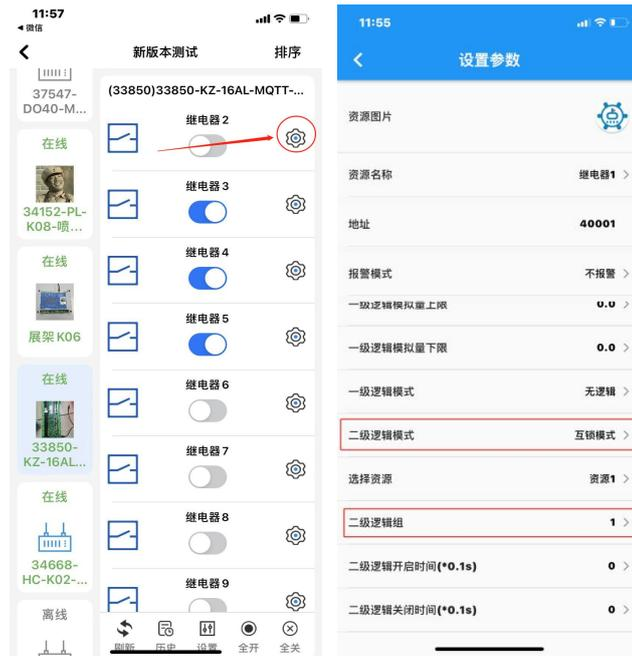 11:57
◀ 微信
新版本测试
排序
37547-
DO40-M...
在线
34152-PL-
K08-喷...
在线
展架K06
在线
33850-
KZ-16AL...
在线
34668-
HC-K02-...
离线
(33850)33850-KZ-16AL-MQTT-...
继电器2
继电器3
继电器4
继电器5
继电器6
继电器7
继电器8
继电器9
刷新
历史
设置
全开
全关
11:55
设置参数
资源图片
资源名称
继电器1
地址
40001
报警模式
不报警
一级逻辑模拟量上限
0.0
一级逻辑模拟量下限
0.0
一级逻辑模式
无逻辑
二级逻辑模式
互锁模式
选择资源
资源1
二级逻辑组
1
二级逻辑开启时间(*0.1s)
0
二级逻辑关闭时间(*0.1s)
0